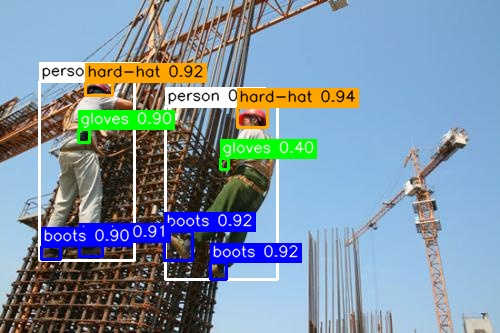 perso
hard-hat 0.92
person 0
hard-hat 0.94
gloves 0.90
gloves 0.40
boots 0.92
boots 0.90
0.91
boots 0.92